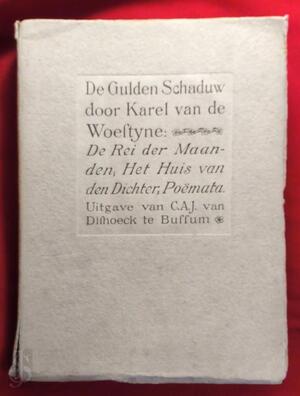 De Gulden Schaduw
door Karel van de
Woeſtyne:
De Rei der Maan-
den, Het Huis van
den Dichter, Poëmata.
Uitgave van C.A.J. van
Diſhoeck te Buſſum